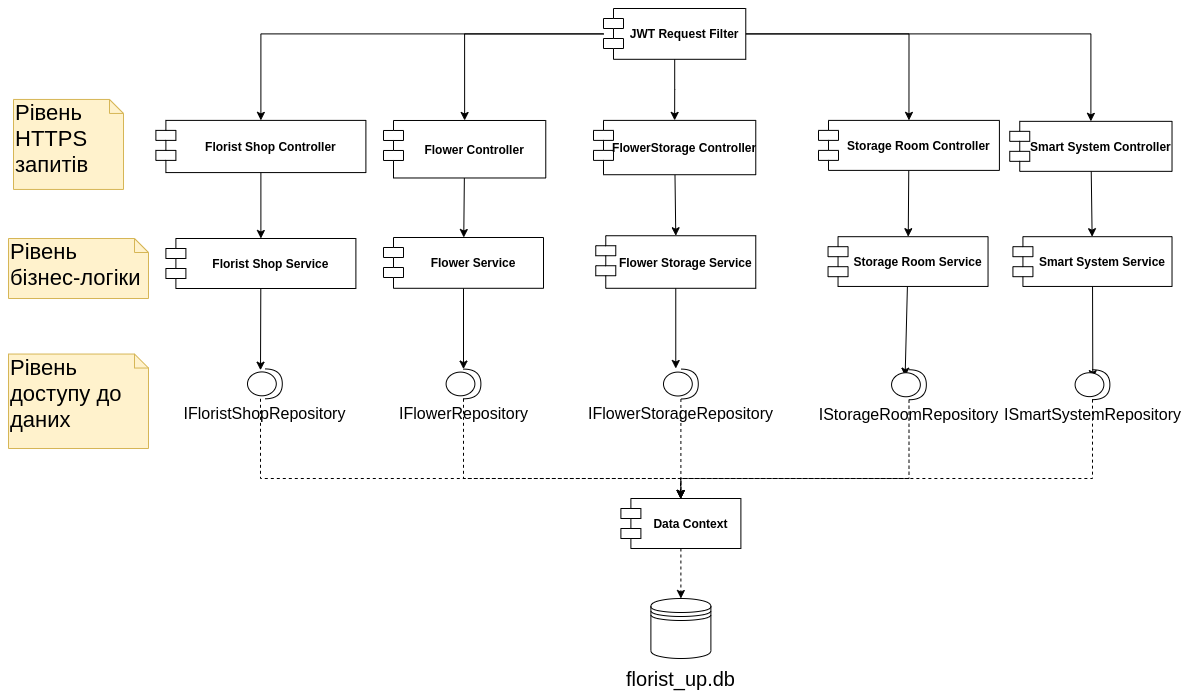 JWT Request Filter
Рівень
HTTPS
запитів
Florist Shop Controller
Flower Controller
FlowerStorage Controller
Storage Room Controller
Smart System Controller
Рівень
бізнес-логіки
Florist Shop Service
Flower Service
Flower Storage Service
Storage Room Service
Smart System Service
Рівень
доступу до
даних
IFloristShopRepository
IFlowerRepository
IFlowerStorageRepository
IStorageRoomRepository
ISmartSystemRepository
Data Context
florist_up.db